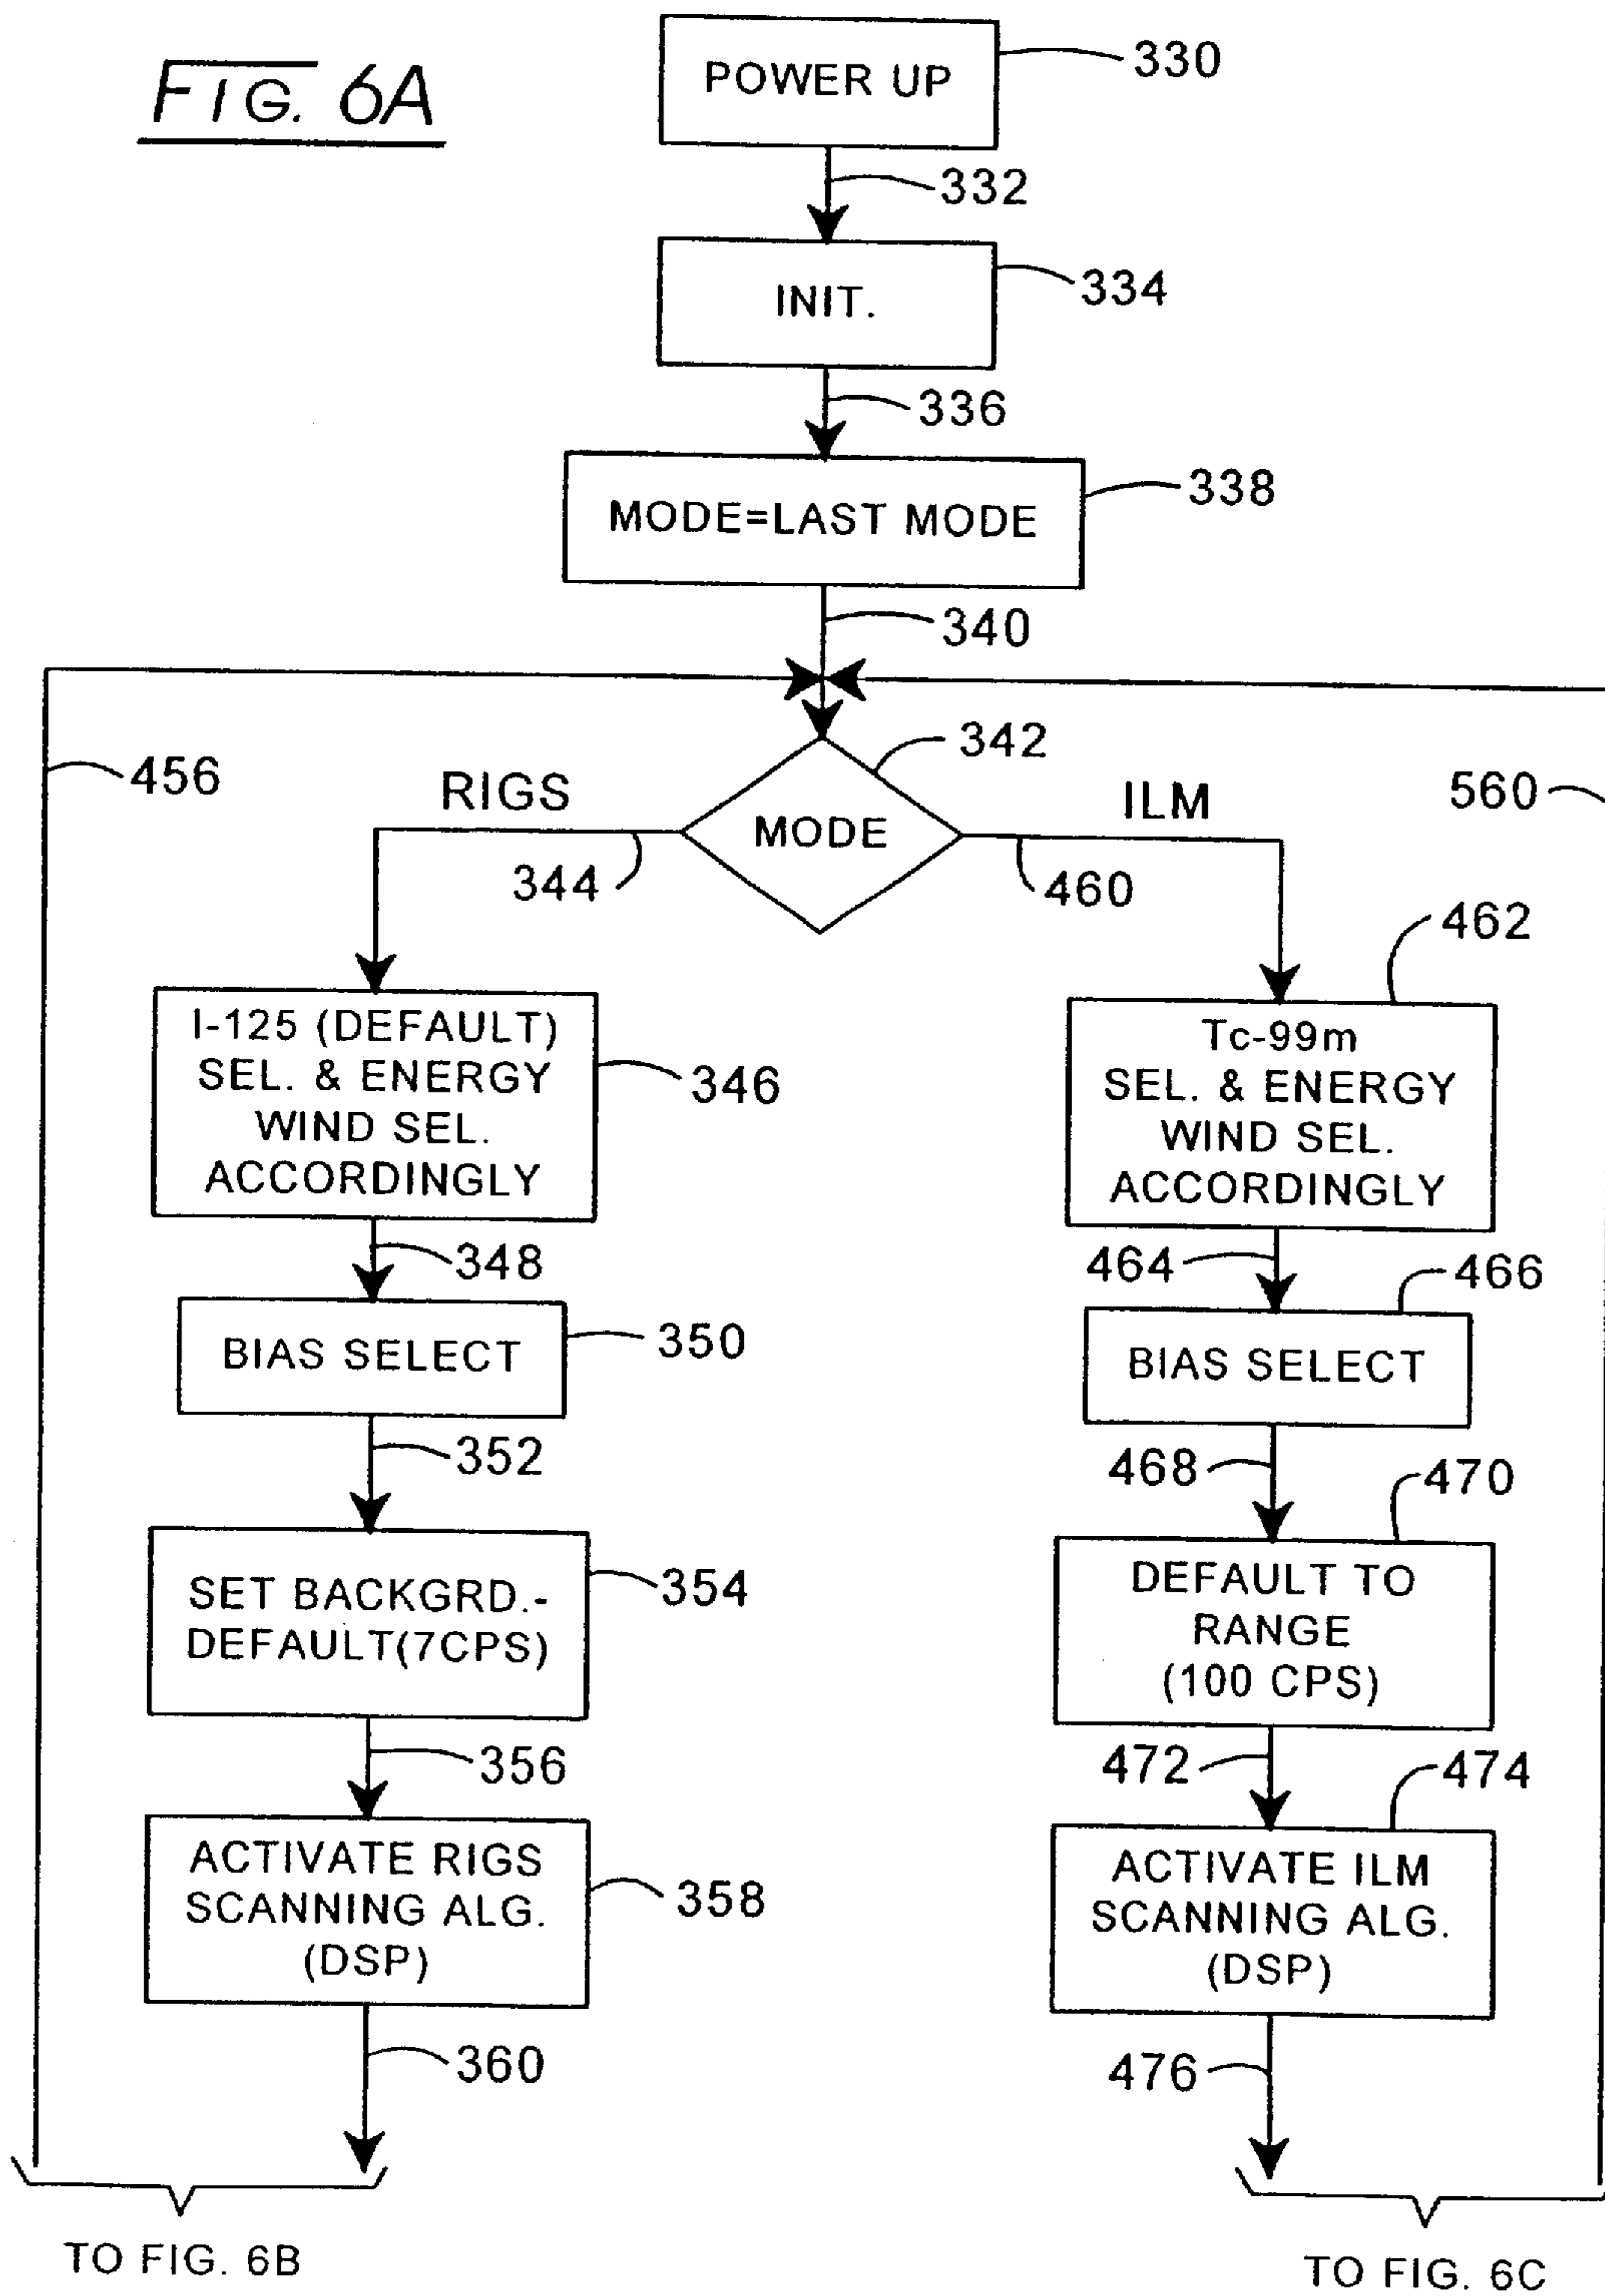 FIG. 6A
POWER UP
330
332
INIT.
334
336
MODE=LAST MODE
338
340
342
456
RIGS
MODE
ILM
560
344
460
462
I-125 (DEFAULT)
SEL. & ENERGY
WIND SEL.
ACCORDINGLY
346
Tc-99m
SEL. & ENERGY
WIND SEL.
ACCORDINGLY
348
464
466
BIAS SELECT
350
BIAS SELECT
352
468
470
SET BACKGRD.-
DEFAULT(7CPS)
354
DEFAULT TO
RANGE
(100 CPS)
356
472
474
ACTIVATE RIGS
SCANNING ALG.
(DSP)
358
ACTIVATE ILM
SCANNING ALG.
(DSP)
360
476
TO FIG. 6B
TO FIG. 6C